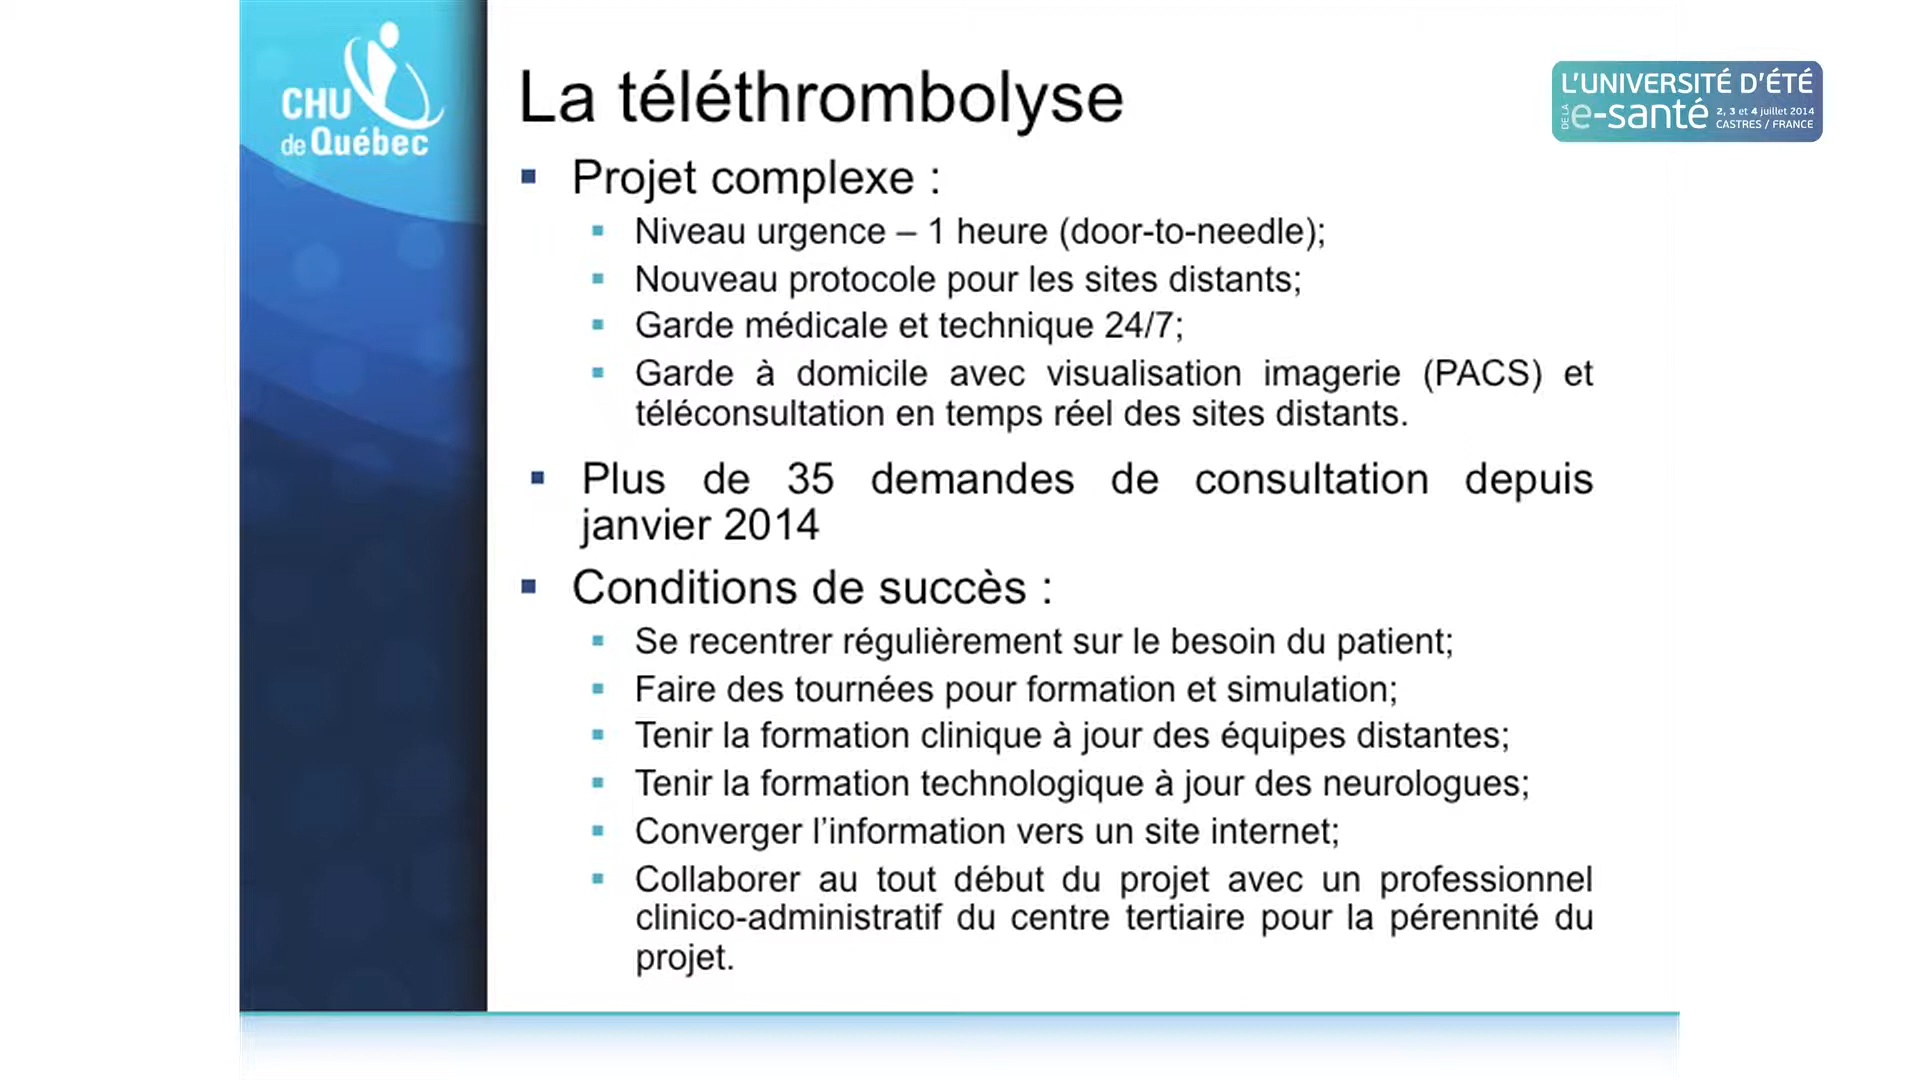 CHU
de Québec
La téléthrombolyse
L'UNIVERSITÉ D'ÉTÉ
DE LA e-santé 2, 3 et 4 juillet 2014
CASTRES / FRANCE
▪ Projet complexe :
▪ Niveau urgence – 1 heure (door-to-needle);
▪ Nouveau protocole pour les sites distants;
▪ Garde médicale et technique 24/7;
▪ Garde à domicile avec visualisation imagerie (PACS) et
téléconsultation en temps réel des sites distants.
▪ Plus de 35 demandes de consultation depuis
janvier 2014
▪ Conditions de succès :
▪ Se recentrer régulièrement sur le besoin du patient;
▪ Faire des tournées pour formation et simulation;
▪ Tenir la formation clinique à jour des équipes distantes;
▪ Tenir la formation technologique à jour des neurologues;
▪ Converger l'information vers un site internet;
▪ Collaborer au tout début du projet avec un professionnel
clinico-administratif du centre tertiaire pour la pérennité du
projet.